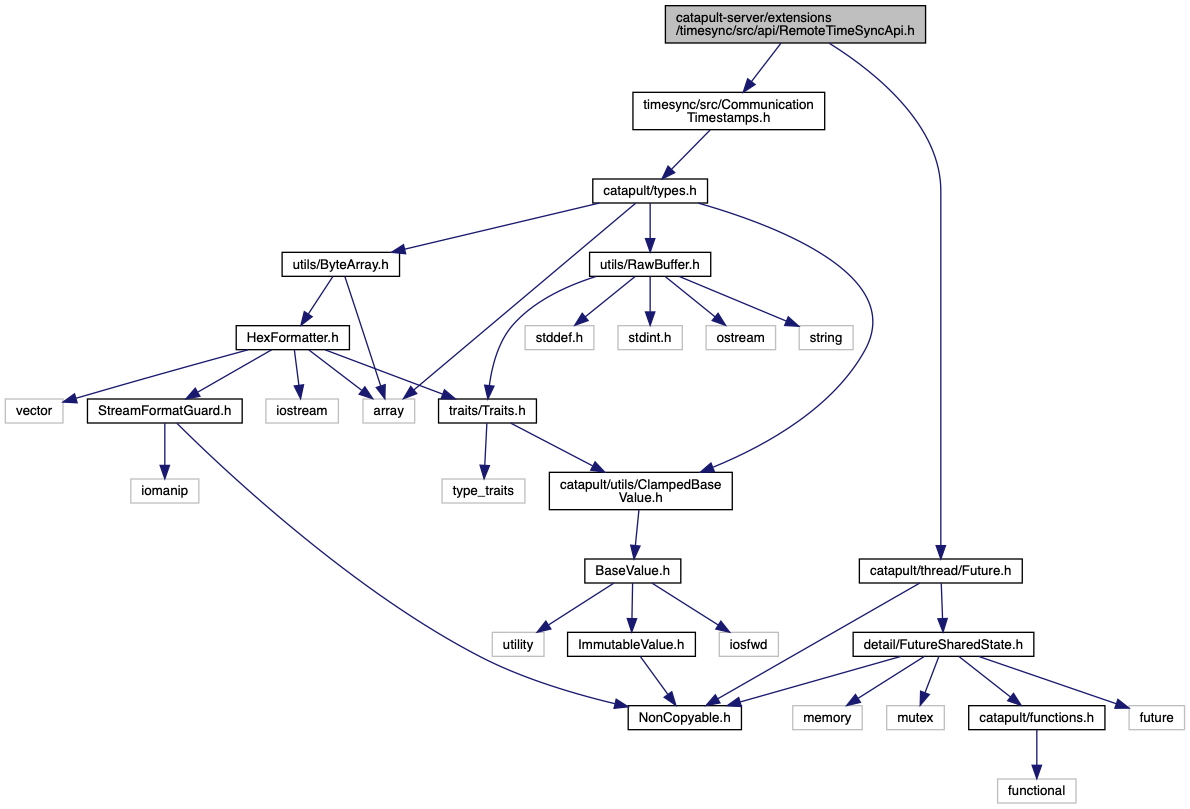 catapult-server/extensions
/timesync/src/api/RemoteTimeSyncApi.h
timesync/src/Communication
Timestamps.h
catapult/types.h
utils/ByteArray.h
utils/RawBuffer.h
HexFormatter.h
stddef.h
stdint.h
ostream
string
vector
StreamFormatGuard.h
iostream
array
traits/Traits.h
iomanip
type_traits
catapult/utils/ClampedBase
Value.h
BaseValue.h
catapult/thread/Future.h
utility
ImmutableValue.h
iosfwd
detail/FutureSharedState.h
NonCopyable.h
memory
mutex
catapult/functions.h
future
functional